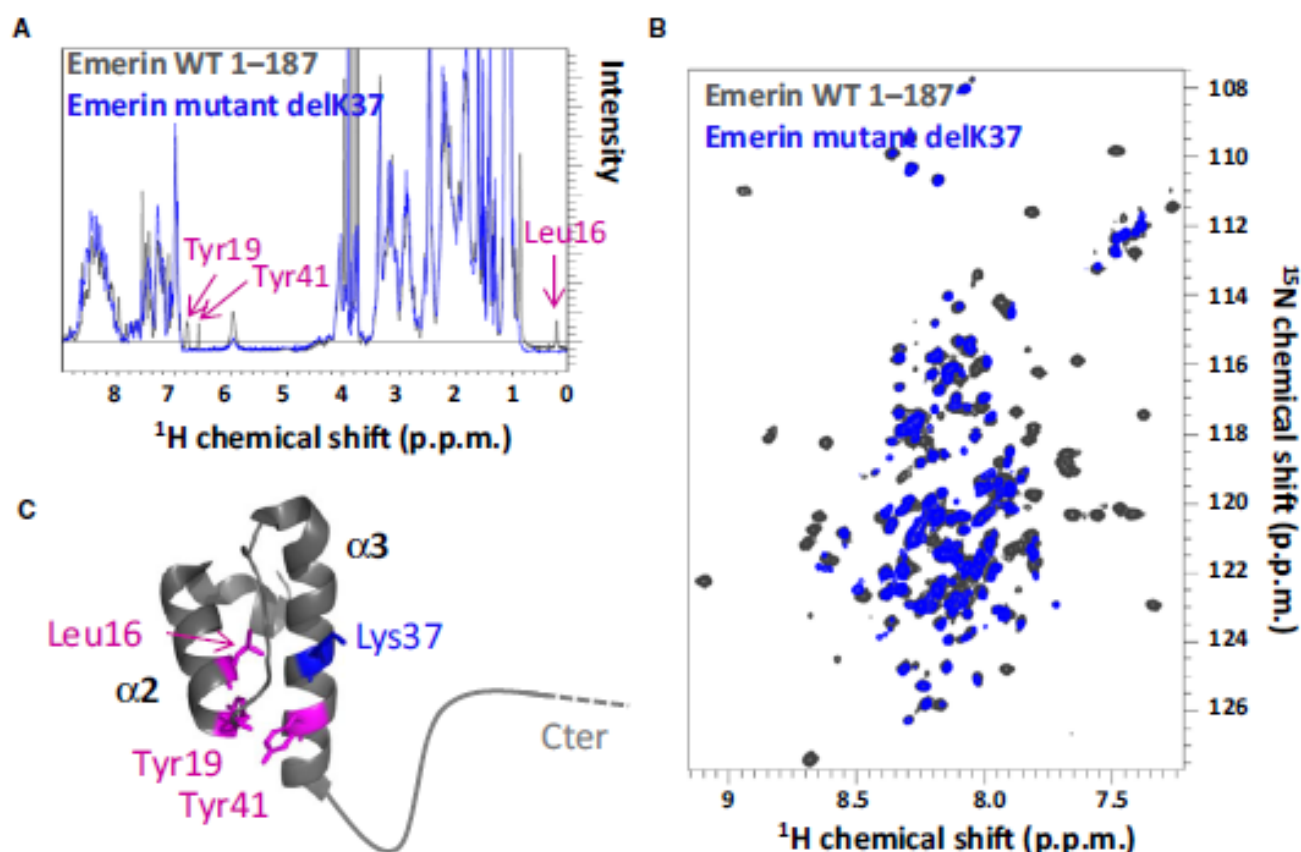 A
Emerin WT 1–187
Emerin mutant delK37
Intensity
Tyr19
Tyr41
Leu16
8 7 6 5 4 3 2 1 0
¹H chemical shift (p.p.m.)
B
Emerin WT 1–187
Emerin mutant delK37
108
110
112
114
116
118
120
122
124
126
¹⁵N chemical shift (p.p.m.)
9 8.5 8.0 7.5
¹H chemical shift (p.p.m.)
C
α3
Leu16
Lys37
α2
Cter
Tyr19
Tyr41